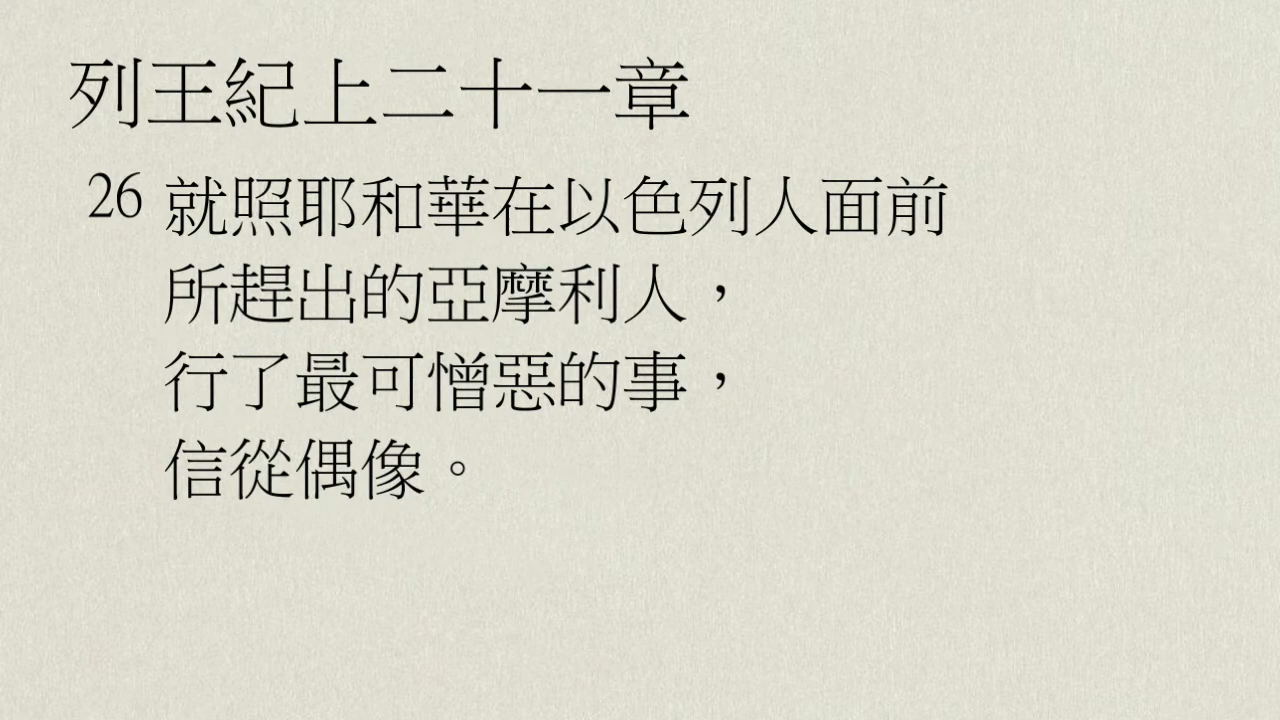 列王紀上二十一章
26 就照耶和華在以色列人面前
所趕出的亞摩利人，
行了最可憎惡的事，
信從偶像。